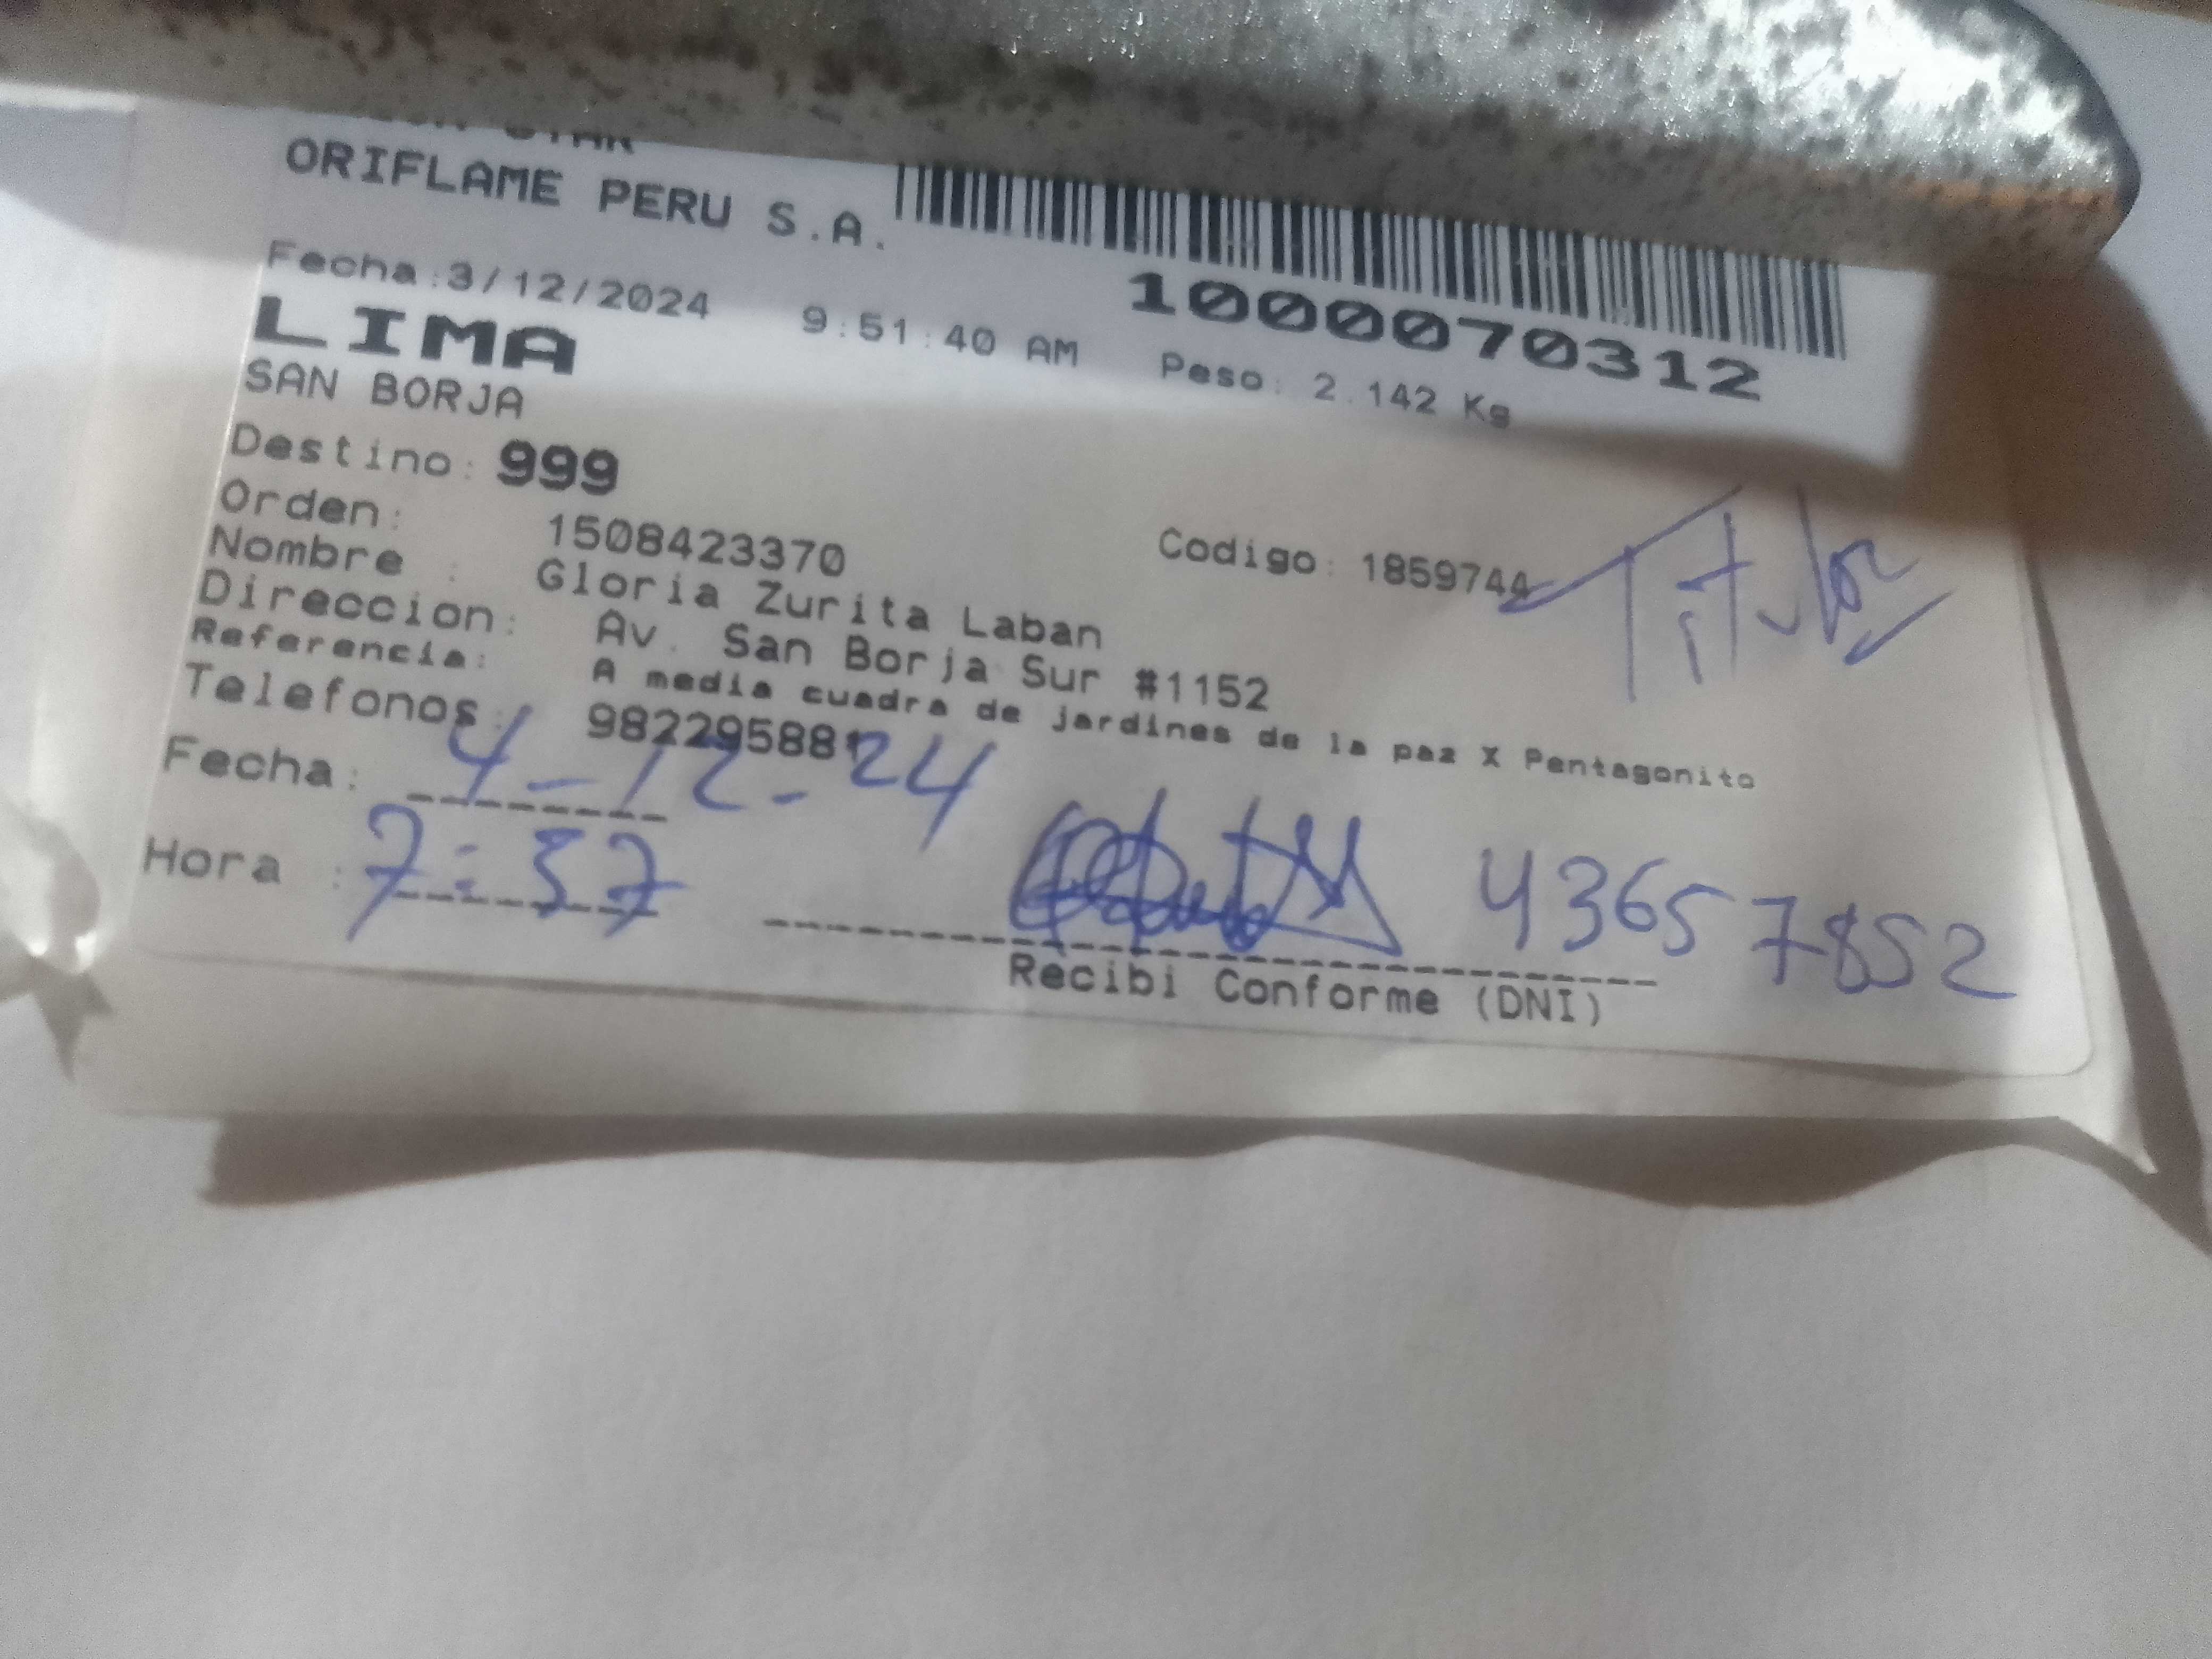 ORIFLAME PERU S.A.
Fecha:3/12/2024 9:51:40 AM
1000070312
Peso: 2.142 Kg
LIMA
SAN BORJA
Destino: 999
Orden: 1508423370 Codigo: 1859744
Titular
Nombre : Gloria Zurita Laban
Direccion: Av. San Borja Sur #1152
Referencia: A media cuadra de jardines de la paz X Pentagonito
Telefonos: 982295881
Fecha: 4-12-24
Hora : 7:37
43657852
Recibi Conforme (DNI)